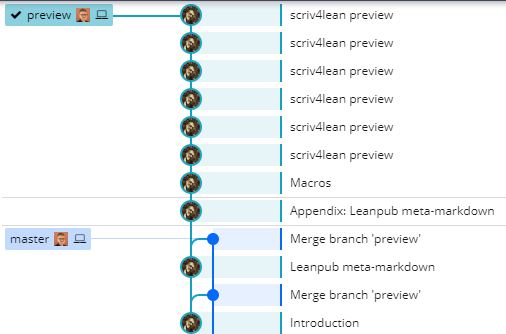 preview
scriv4lean preview
scriv4lean preview
scriv4lean preview
scriv4lean preview
scriv4lean preview
scriv4lean preview
Macros
Appendix: Leanpub meta-markdown
master
Merge branch 'preview'
Leanpub meta-markdown
Merge branch 'preview'
Introduction